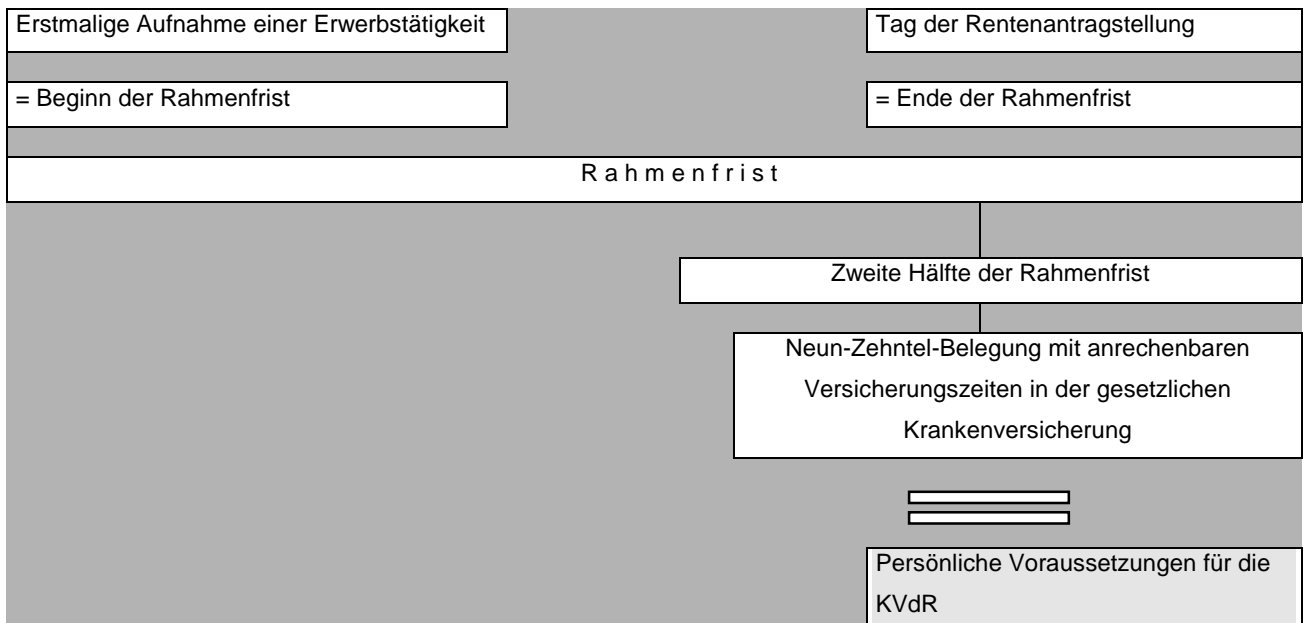 Erstmalige Aufnahme einer Erwerbstätigkeit
Tag der Rentenantragstellung
= Beginn der Rahmenfrist
= Ende der Rahmenfrist
R a h m e n f r i s t
Zweite Hälfte der Rahmenfrist
Neun-Zehntel-Belegung mit anrechenbaren
Versicherungszeiten in der gesetzlichen
Krankenversicherung
Persönliche Voraussetzungen für die
KVdR